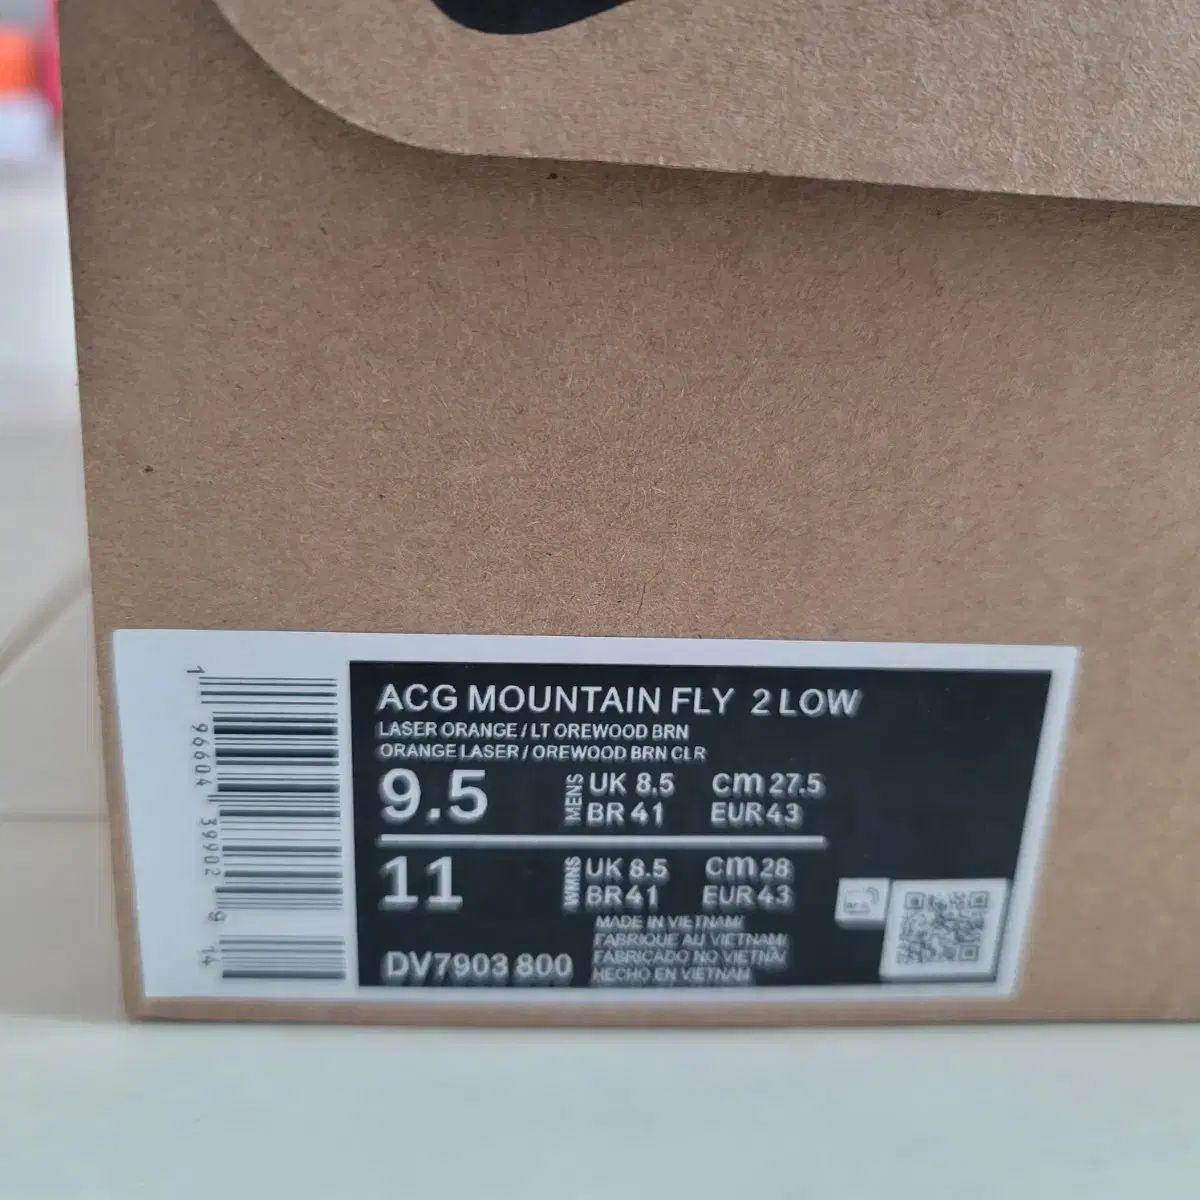 ACG MOUNTAIN FLY 2 LOW
LASER ORANGE / LT OREWOOD BRN
ORANGE LASER / OREWOOD BRN CLR
9.5 MENS UK 8.5 cm 27.5
BR 41 EUR 43
11 WMNS UK 8.5 cm 28
BR 41 EUR 43
MADE IN VIETNAM/
FABRIQUE AU VIETNAM/
FABRICADO NO VIETNA/
HECHO EN VIETNAM
DV7903 800
1 96604 39902 9 14